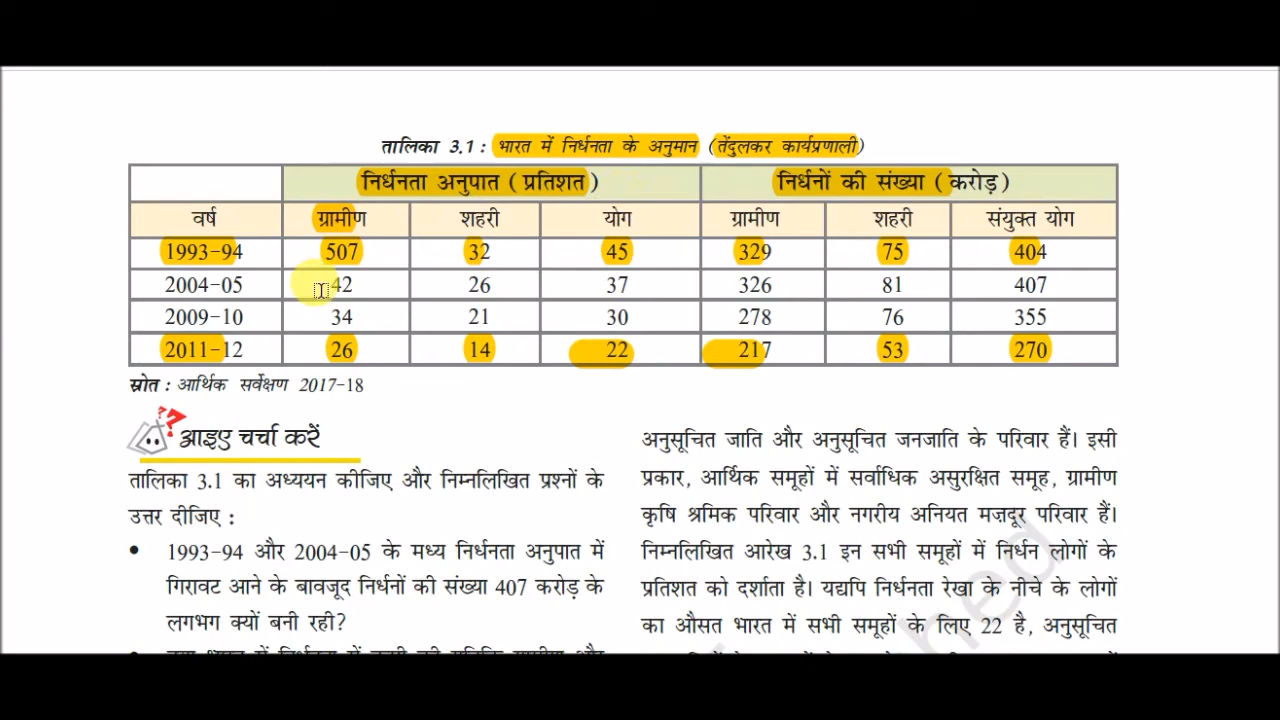 तालिका 3.1 : भारत में निर्धनता के अनुमान (तेंदुलकर कार्यप्रणाली)
निर्धनता अनुपात (प्रतिशत) निर्धनों की संख्या (करोड़)
वर्ष ग्रामीण शहरी योग ग्रामीण शहरी संयुक्त योग
1993-94 507 32 45 329 75 404
2004-05 42 26 37 326 81 407
2009-10 34 21 30 278 76 355
2011-12 26 14 22 217 53 270
स्रोत : आर्थिक सर्वेक्षण 2017-18
आइए चर्चा करें
तालिका 3.1 का अध्ययन कीजिए और निम्नलिखित प्रश्नों के
उत्तर दीजिए :
• 1993-94 और 2004-05 के मध्य निर्धनता अनुपात में
गिरावट आने के बावजूद निर्धनों की संख्या 407 करोड़ के
लगभग क्यों बनी रही?
अनुसूचित जाति और अनुसूचित जनजाति के परिवार हैं। इसी
प्रकार, आर्थिक समूहों में सर्वाधिक असुरक्षित समूह, ग्रामीण
कृषि श्रमिक परिवार और नगरीय अनियत मज़दूर परिवार हैं।
निम्नलिखित आरेख 3.1 इन सभी समूहों में निर्धन लोगों के
प्रतिशत को दर्शाता है। यद्यपि निर्धनता रेखा के नीचे के लोगों
का औसत भारत में सभी समूहों के लिए 22 है, अनुसूचित